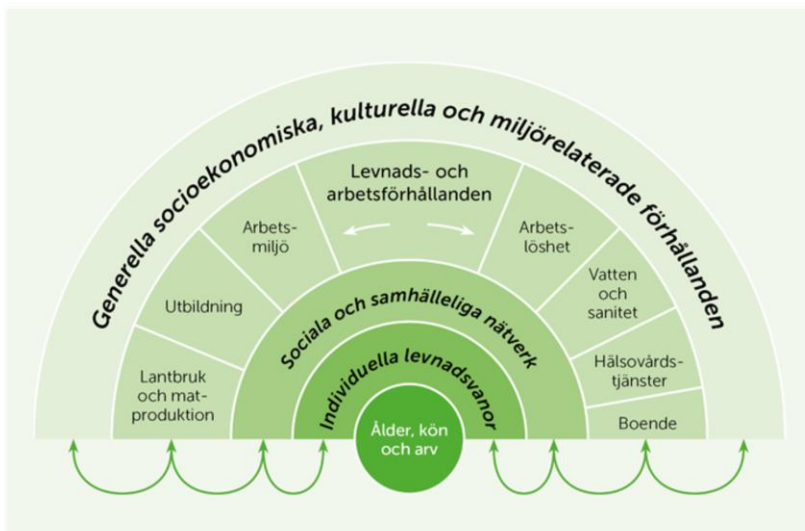 Generella socioekonomiska, kulturella och miljörelaterade förhållanden
Levnads- och
arbetsförhållanden
Arbets-
miljö
Arbets-
löshet
Utbildning
Vatten
och
sanitet
Lantbruk
och mat-
produktion
Hälsovårds-
tjänster
Boende
Sociala och samhälleliga nätverk
Individuella levnadsvanor
Ålder, kön
och arv